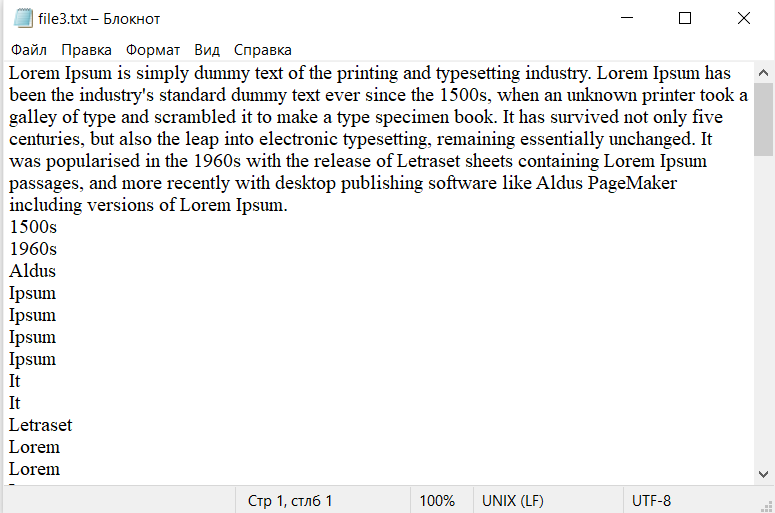 file3.txt – Блокнот
Файл Правка Формат Вид Справка
Lorem Ipsum is simply dummy text of the printing and typesetting industry. Lorem Ipsum has
been the industry's standard dummy text ever since the 1500s, when an unknown printer took a
galley of type and scrambled it to make a type specimen book. It has survived not only five
centuries, but also the leap into electronic typesetting, remaining essentially unchanged. It
was popularised in the 1960s with the release of Letraset sheets containing Lorem Ipsum
passages, and more recently with desktop publishing software like Aldus PageMaker
including versions of Lorem Ipsum.
1500s
1960s
Aldus
Ipsum
Ipsum
Ipsum
Ipsum
It
It
Letraset
Lorem
Lorem
Стр 1, стлб 1 100% UNIX (LF) UTF-8